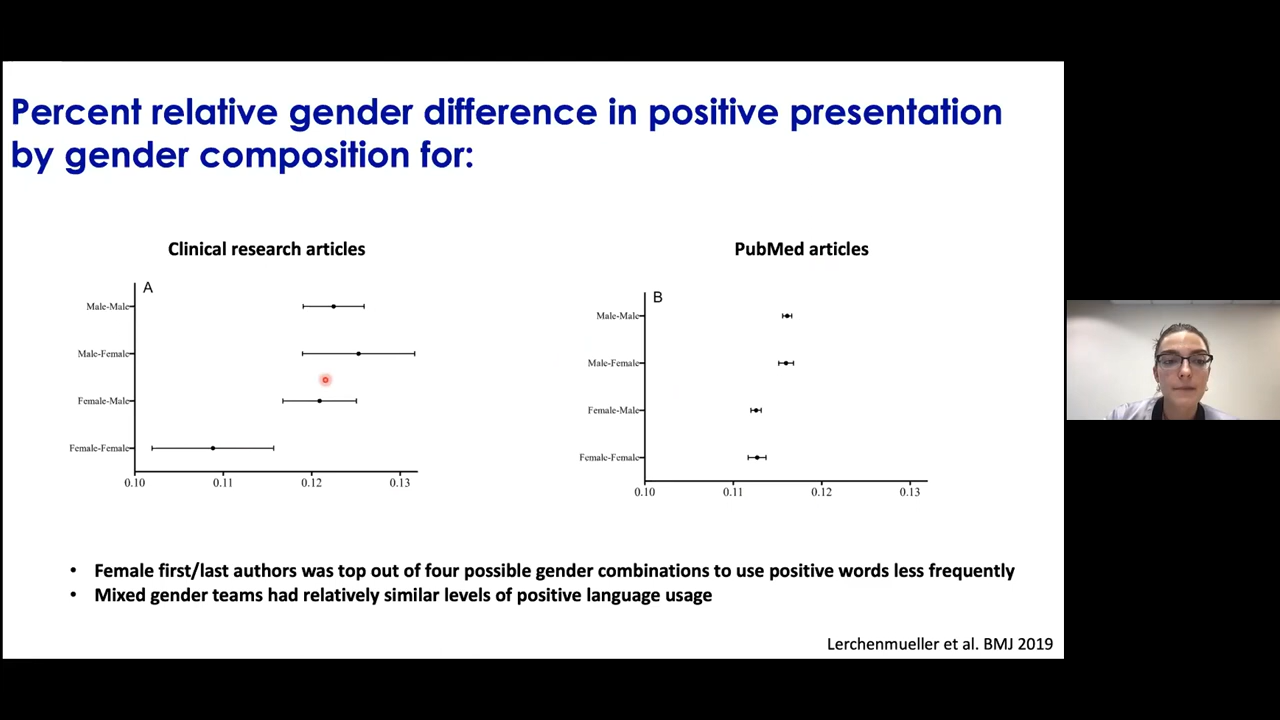 Percent relative gender difference in positive presentation
by gender composition for:
Clinical research articles
A
Male-Male
Male-Female
Female-Male
Female-Female
0.10 0.11 0.12 0.13
PubMed articles
B
Male-Male
Male-Female
Female-Male
Female-Female
0.10 0.11 0.12 0.13
• Female first/last authors was top out of four possible gender combinations to use positive words less frequently
• Mixed gender teams had relatively similar levels of positive language usage
Lerchenmueller et al. BMJ 2019